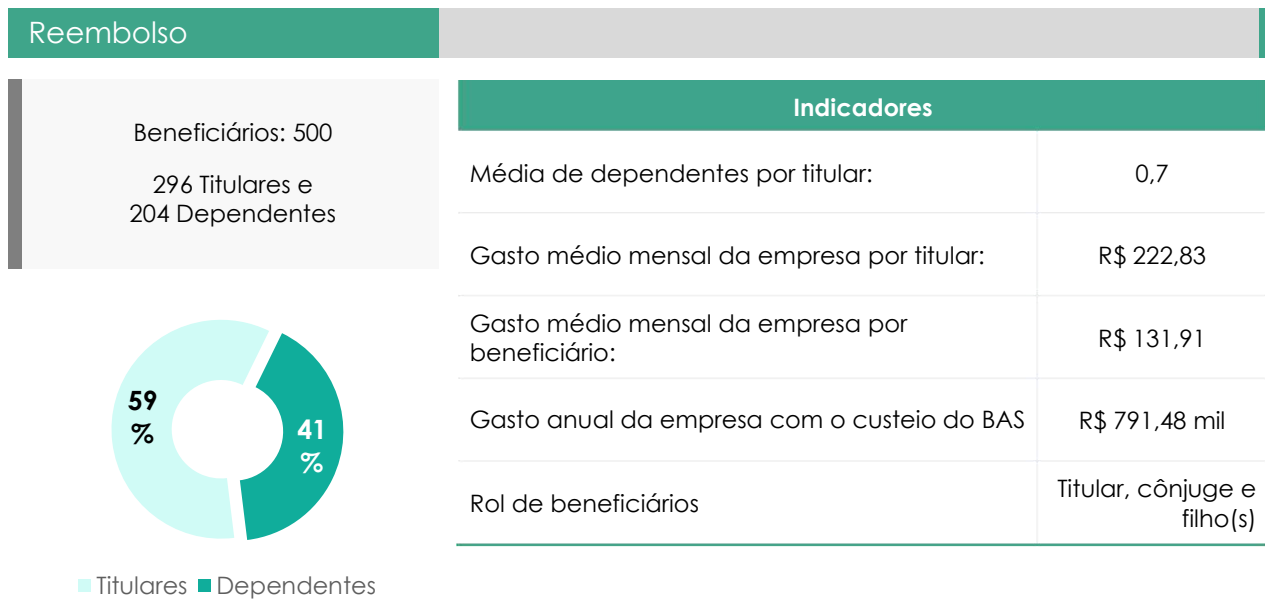 Reembolso
Beneficiários: 500
296 Titulares e
204 Dependentes
59
%
41
%
Titulares Dependentes
Indicadores
Média de dependentes por titular: 0,7
Gasto médio mensal da empresa por titular: R$ 222,83
Gasto médio mensal da empresa por
beneficiário: R$ 131,91
Gasto anual da empresa com o custeio do BAS R$ 791,48 mil
Rol de beneficiários Titular, cônjuge e
filho(s)